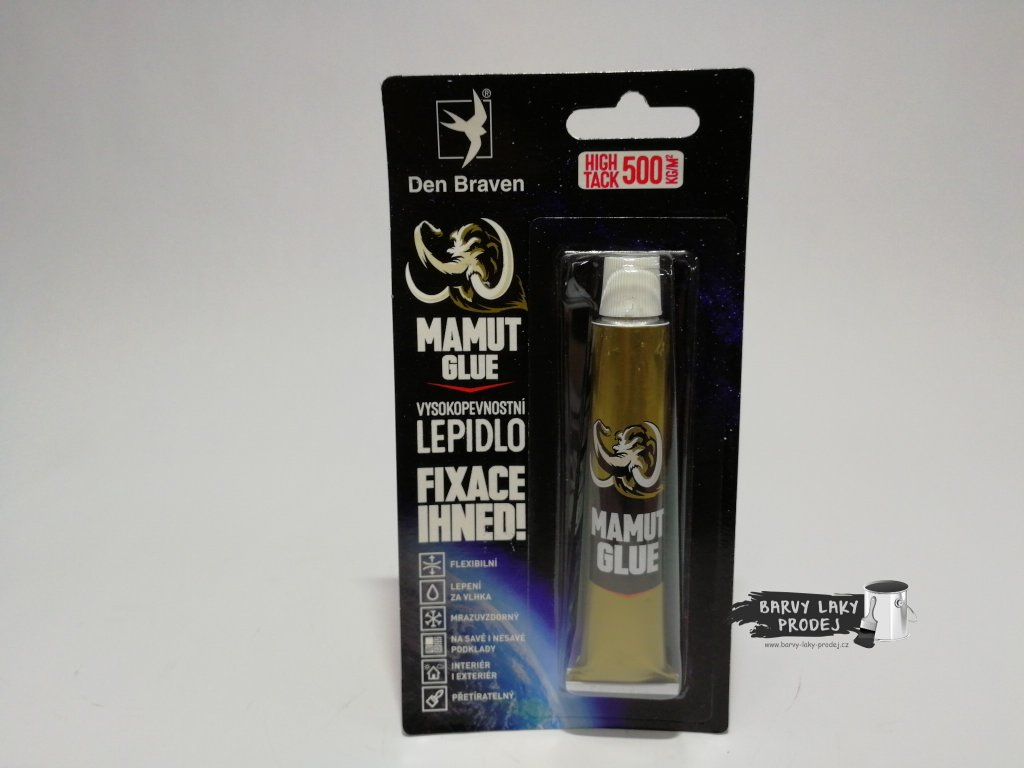 ®
Den Braven
HIGH TACK 500 KG/M²
MAMUT
GLUE
VYSOKOPEVNOSTNÍ
LEPIDLO
FIXACE
IHNED!
FLEXIBILNÍ
LEPENÍ
ZA VLHKA
MRAZUVZDORNÝ
NA SAVÉ I NESAVÉ
PODKLADY
INTERIÉR
I EXTERIÉR
PŘETÍRATELNÝ
MAMUT
GLUE
BARVY LAKY
PRODEJ
www.barvy-laky-prodej.cz